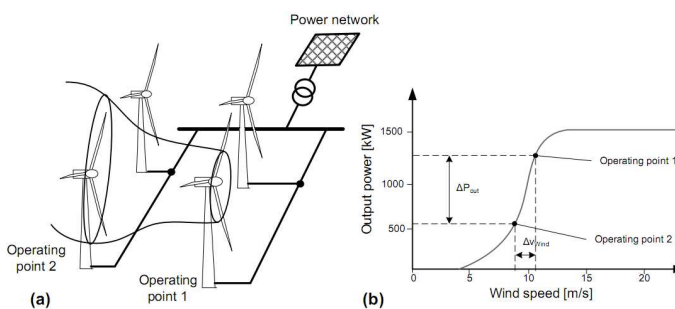 Power network
Operating
point 2
Operating
point 1
(a)
Output power [kW]
1500
1000
500
ΔPout
Operating point 1
Operating point 2
ΔvWind
0
5
10
15
20
Wind speed [m/s]
(b)